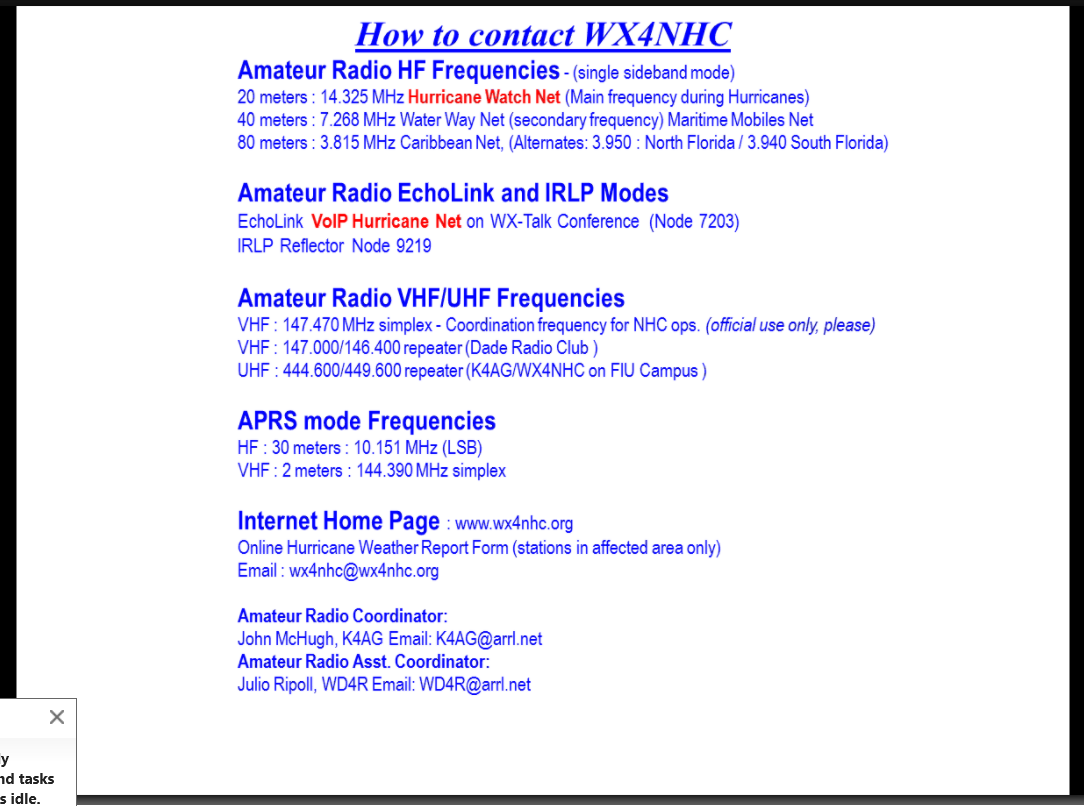 How to contact WX4NHC
Amateur Radio HF Frequencies - (single sideband mode)
20 meters : 14.325 MHz Hurricane Watch Net (Main frequency during Hurricanes)
40 meters : 7.268 MHz Water Way Net (secondary frequency) Maritime Mobiles Net
80 meters : 3.815 MHz Caribbean Net, (Alternates: 3.950 : North Florida / 3.940 South Florida)
Amateur Radio EchoLink and IRLP Modes
EchoLink VoIP Hurricane Net on WX-Talk Conference (Node 7203)
IRLP Reflector Node 9219
Amateur Radio VHF/UHF Frequencies
VHF : 147.470 MHz simplex - Coordination frequency for NHC ops. (official use only, please)
VHF : 147.000/146.400 repeater (Dade Radio Club )
UHF : 444.600/449.600 repeater (K4AG/WX4NHC on FIU Campus )
APRS mode Frequencies
HF : 30 meters : 10.151 MHz (LSB)
VHF : 2 meters : 144.390 MHz simplex
Internet Home Page : www.wx4nhc.org
Online Hurricane Weather Report Form (stations in affected area only)
Email : wx4nhc@wx4nhc.org
Amateur Radio Coordinator:
John McHugh, K4AG Email: K4AG@arrl.net
Amateur Radio Asst. Coordinator:
Julio Ripoll, WD4R Email: WD4R@arrl.net
tasks
idle.